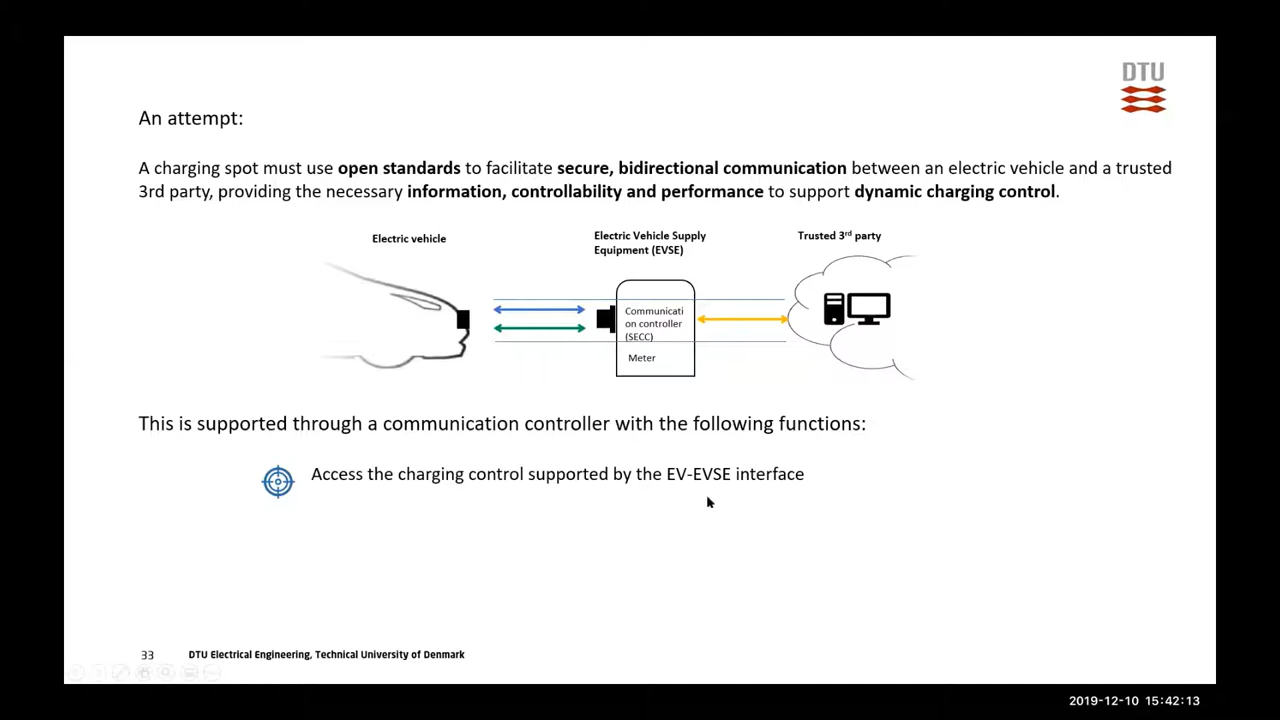 DTU
An attempt:
A charging spot must use open standards to facilitate secure, bidirectional communication between an electric vehicle and a trusted
3rd party, providing the necessary information, controllability and performance to support dynamic charging control.
Electric vehicle
Electric Vehicle Supply
Equipment (EVSE)
Trusted 3rd party
Communicati
on controller
(SECC)
Meter
This is supported through a communication controller with the following functions:
Access the charging control supported by the EV-EVSE interface
33 DTU Electrical Engineering, Technical University of Denmark
2019-12-10 15:42:13